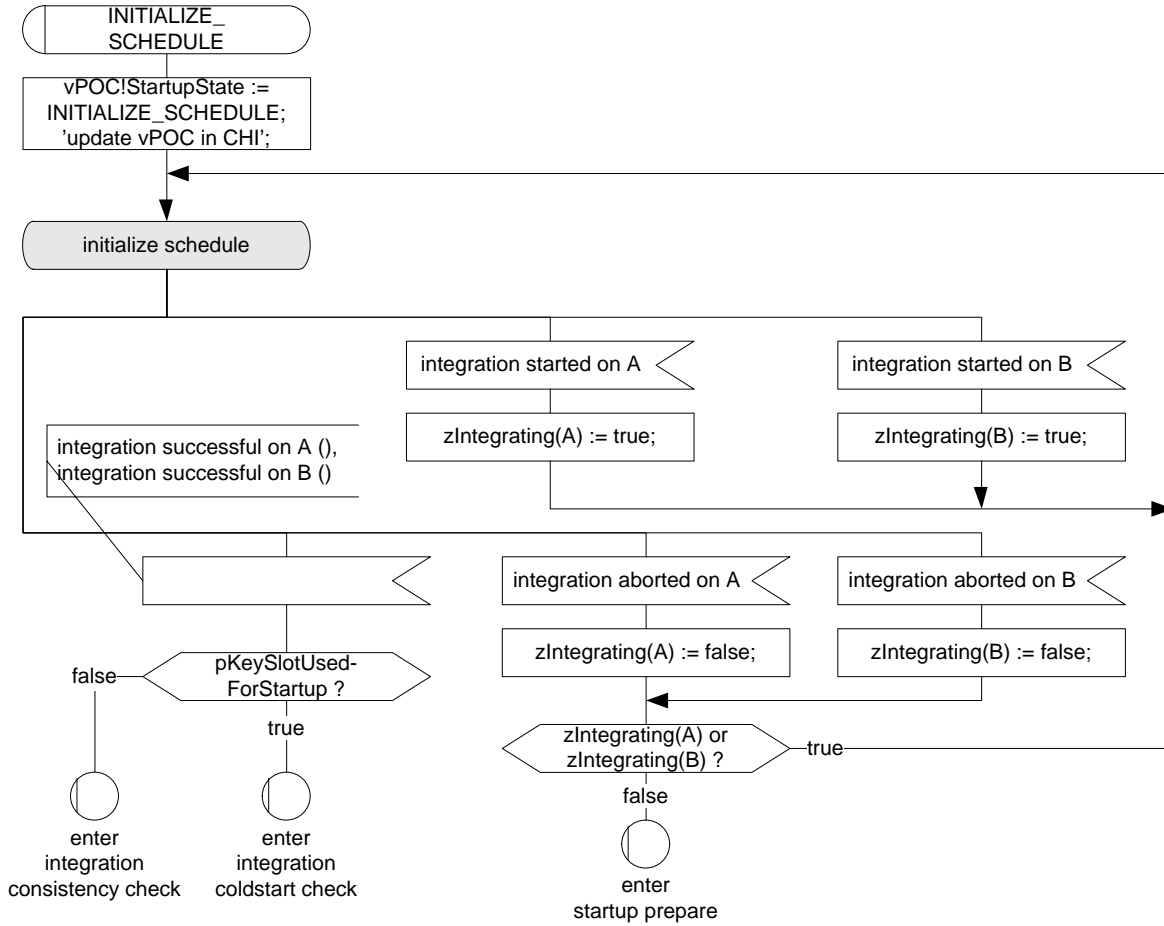 INITIALIZE_
SCHEDULE
vPOC!StartupState :=
INITIALIZE_SCHEDULE;
’update vPOC in CHI’;
initialize schedule
integration started on A
integration started on B
zIntegrating(A) := true;
zIntegrating(B) := true;
integration successful on A (),
integration successful on B ()
integration aborted on A
integration aborted on B
zIntegrating(A) := false;
zIntegrating(B) := false;
pKeySlotUsed-
ForStartup ?
false
true
zIntegrating(A) or
zIntegrating(B) ?
true
false
enter
integration
consistency check
enter
integration
coldstart check
enter
startup prepare